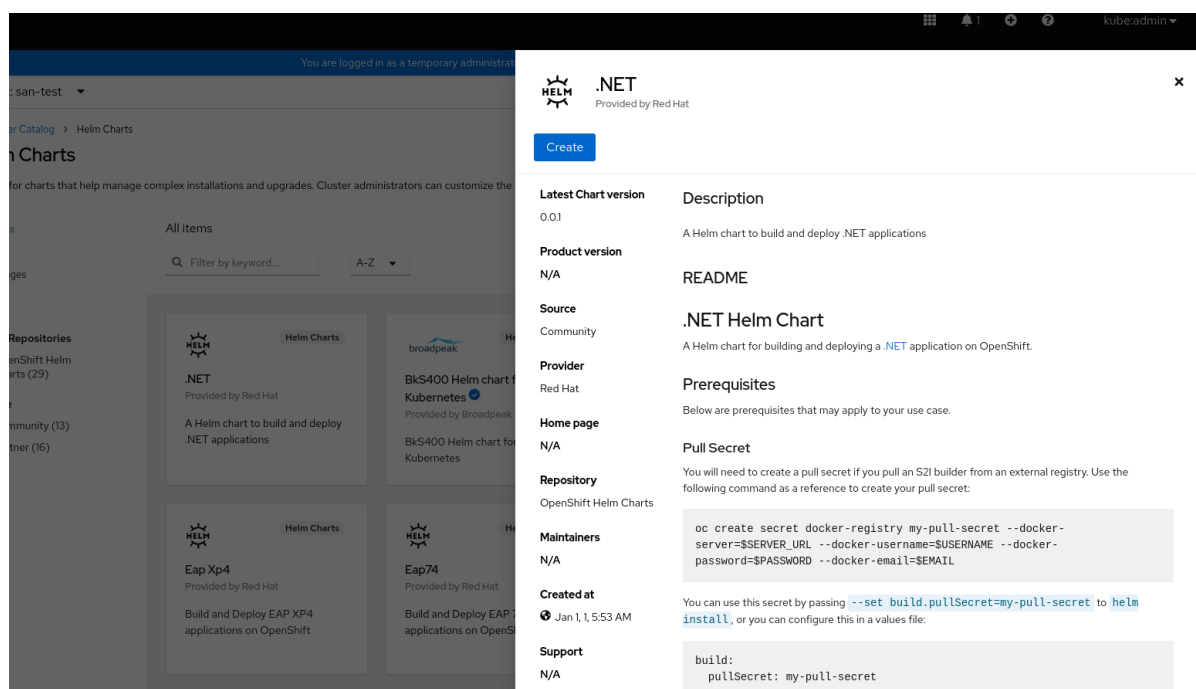 1
kube:admin
You are logged in as a temporary administrat
: san-test
er Catalog > Helm Charts
n Charts
for charts that help manage complex installations and upgrades. Cluster administrators can customize the
s
ges
Repositories
enShift Helm
arts (29)
e
mmunity (13)
tner (16)
All items
Filter by keyword...
A-Z
HELM
Helm Charts
.NET
Provided by Red Hat
A Helm chart to build and deploy
.NET applications
broadpeak
He
BkS400 Helm chart f
Kubernetes
Provided by Broadpeak
BkS400 Helm chart for
Kubernetes
HELM
Helm Charts
Eap Xp4
Provided by Red Hat
Build and Deploy EAP XP4
applications on OpenShift
HELM
He
Eap74
Provided by Red Hat
Build and Deploy EAP 7
applications on OpenS
HELM
.NET
Provided by Red Hat
Create
Latest Chart version
0.0.1
Product version
N/A
Source
Community
Provider
Red Hat
Home page
N/A
Repository
OpenShift Helm Charts
Maintainers
N/A
Created at
Jan 1, 1, 5:53 AM
Support
N/A
Description
A Helm chart to build and deploy .NET applications
README
.NET Helm Chart
A Helm chart for building and deploying a .NET application on OpenShift.
Prerequisites
Below are prerequisites that may apply to your use case.
Pull Secret
You will need to create a pull secret if you pull an S2I builder from an external registry. Use the
following command as a reference to create your pull secret:
oc create secret docker-registry my-pull-secret --docker-
server=$SERVER_URL --docker-username=$USERNAME --docker-
password=$PASSWORD --docker-email=$EMAIL
You can use this secret by passing --set build.pullSecret=my-pull-secret to helm
install, or you can configure this in a values file:
build:
  pullSecret: my-pull-secret